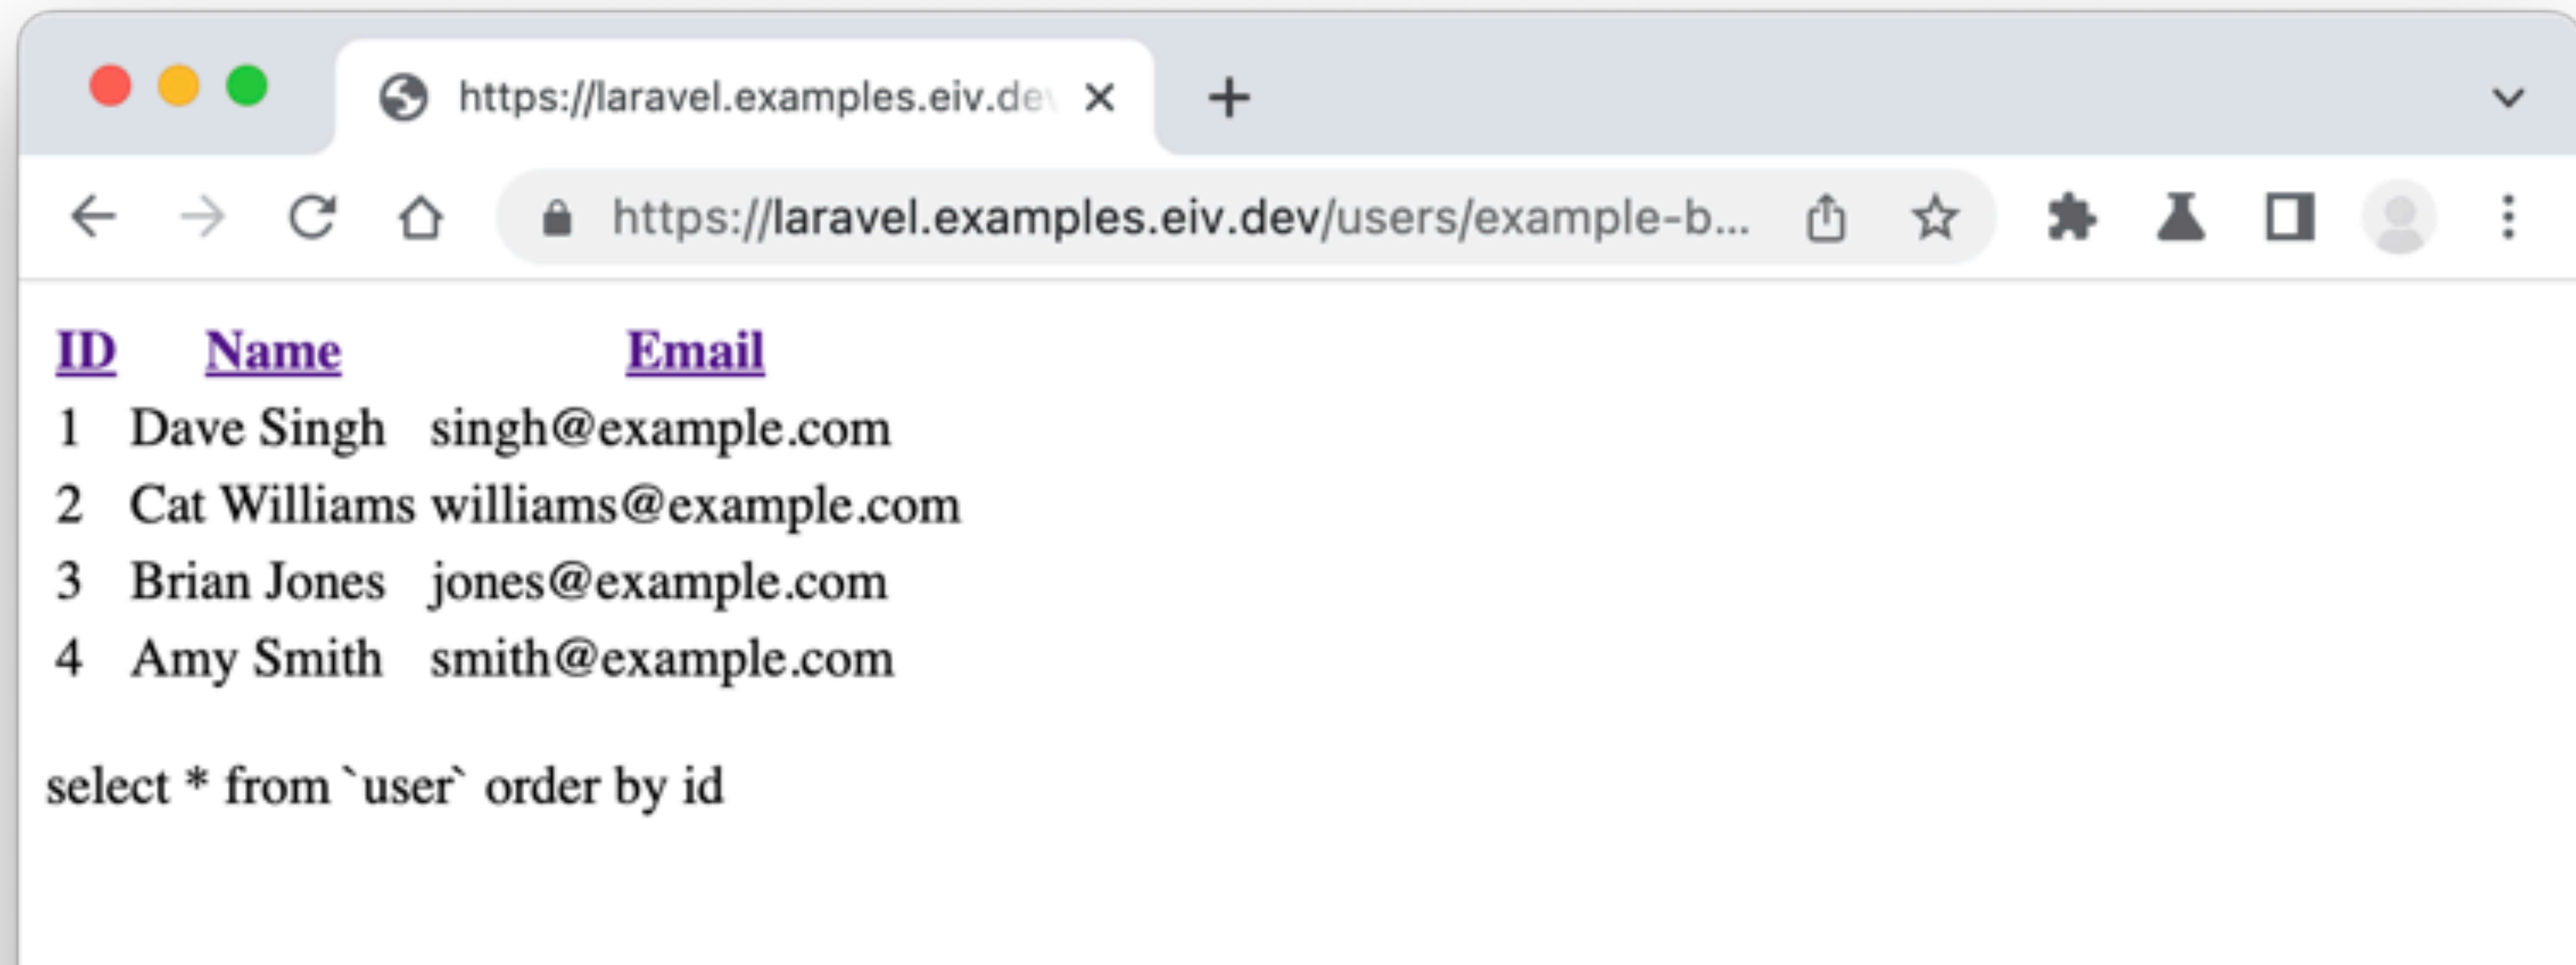 https://laravel.examples.eiv.dev
https://laravel.examples.eiv.dev/users/example-b...
ID Name Email
1 Dave Singh singh@example.com
2 Cat Williams williams@example.com
3 Brian Jones jones@example.com
4 Amy Smith smith@example.com
select * from `user` order by id